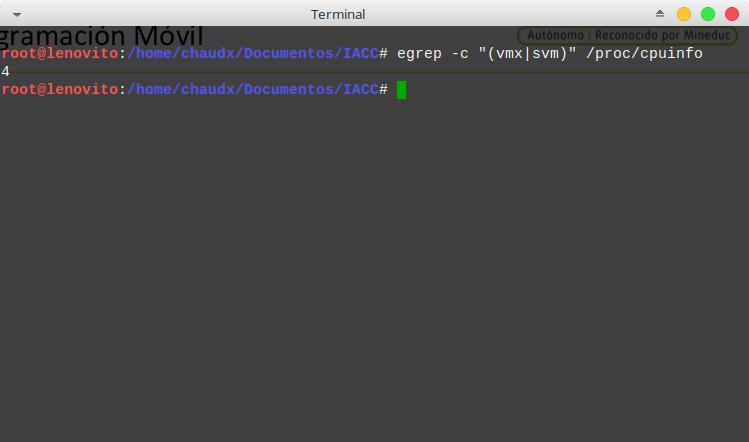 Terminal
gramación Móvil
Autónomo | Reconocido por Mineduc
root@lenovito:/home/chaudx/Documentos/IACC# egrep -c "(vmx|svm)" /proc/cpuinfo
4
root@lenovito:/home/chaudx/Documentos/IACC#